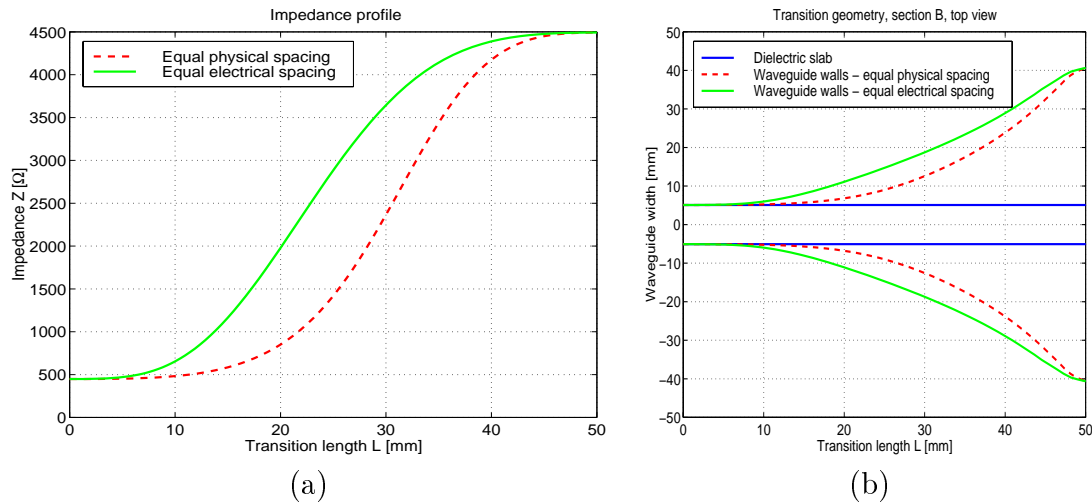 Impedance profile
4500
4000
3500
3000
2500
2000
1500
1000
500
0
Impedance Z [Ω]
Equal physical spacing
Equal electrical spacing
0 10 20 30 40 50
Transition length L [mm]
(a)
Transition geometry, section B, top view
50
40
30
20
10
0
−10
−20
−30
−40
−50
Waveguide width [mm]
Dielectric slab
Waveguide walls − equal physical spacing
Waveguide walls − equal electrical spacing
0 10 20 30 40 50
Transition length L [mm]
(b)